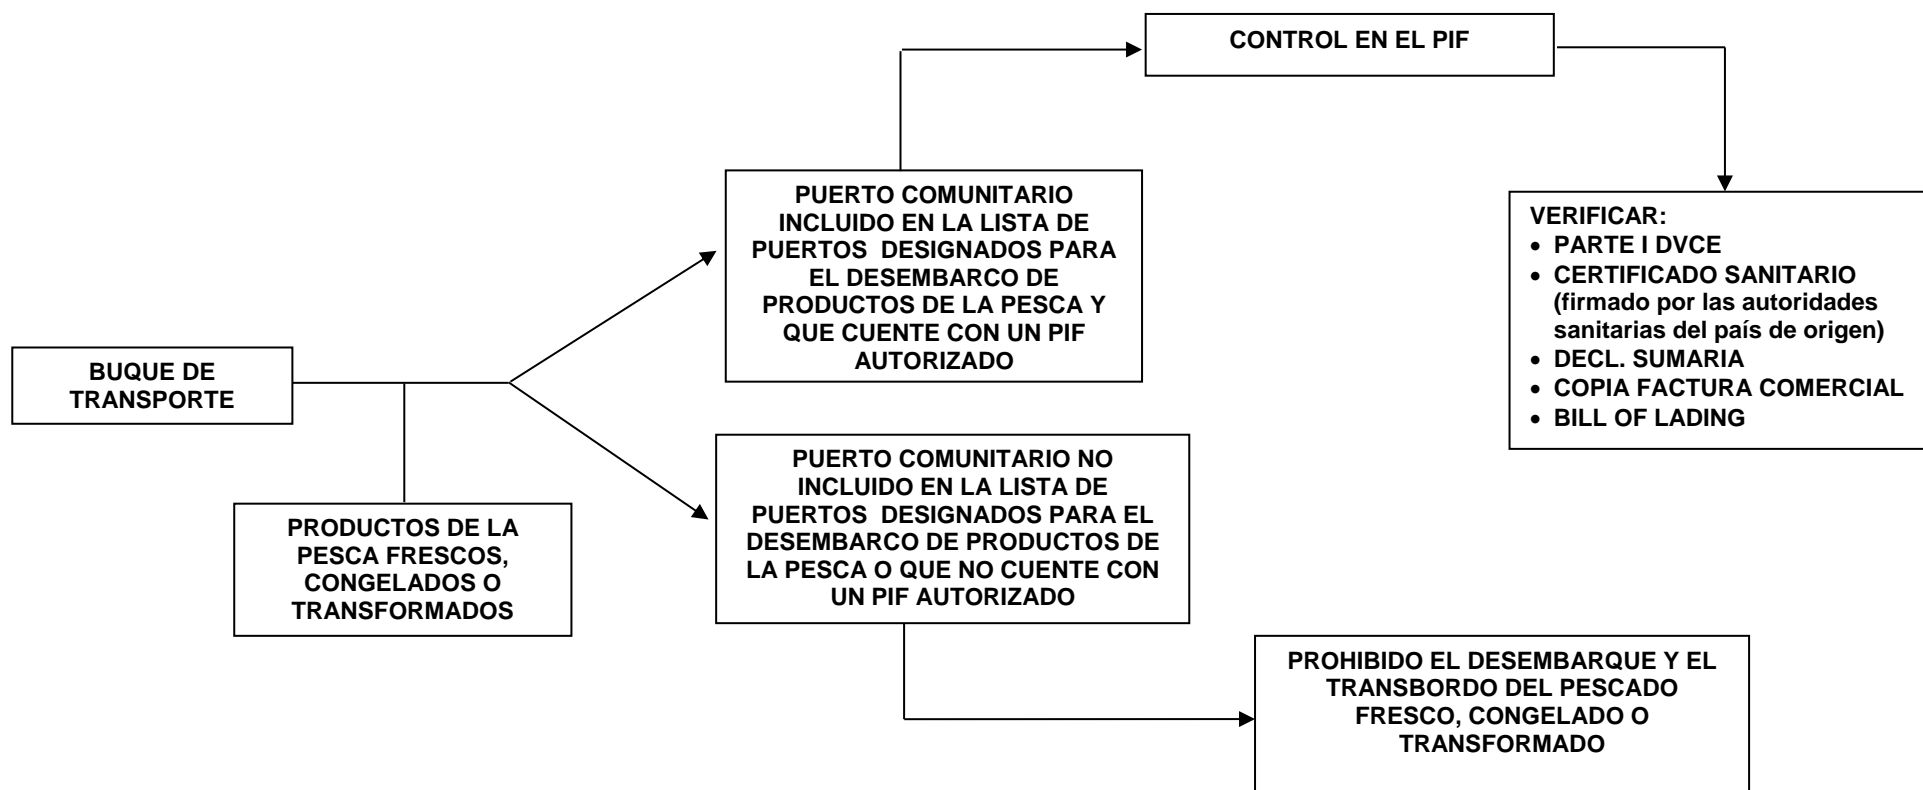 CONTROL EN EL PIF
PUERTO COMUNITARIO
INCLUIDO EN LA LISTA DE
PUERTOS DESIGNADOS PARA
EL DESEMBARCO DE
PRODUCTOS DE LA PESCA Y
QUE CUENTE CON UN PIF
AUTORIZADO
VERIFICAR:
• PARTE I DVCE
• CERTIFICADO SANITARIO
(firmado por las autoridades
sanitarias del país de origen)
• DECL. SUMARIA
• COPIA FACTURA COMERCIAL
• BILL OF LADING
BUQUE DE
TRANSPORTE
PRODUCTOS DE LA
PESCA FRESCOS,
CONGELADOS O
TRANSFORMADOS
PUERTO COMUNITARIO NO
INCLUIDO EN LA LISTA DE
PUERTOS DESIGNADOS PARA EL
DESEMBARCO DE PRODUCTOS DE
LA PESCA O QUE NO CUENTE CON
UN PIF AUTORIZADO
PROHIBIDO EL DESEMBARQUE Y EL
TRANSBORDO DEL PESCADO
FRESCO, CONGELADO O
TRANSFORMADO